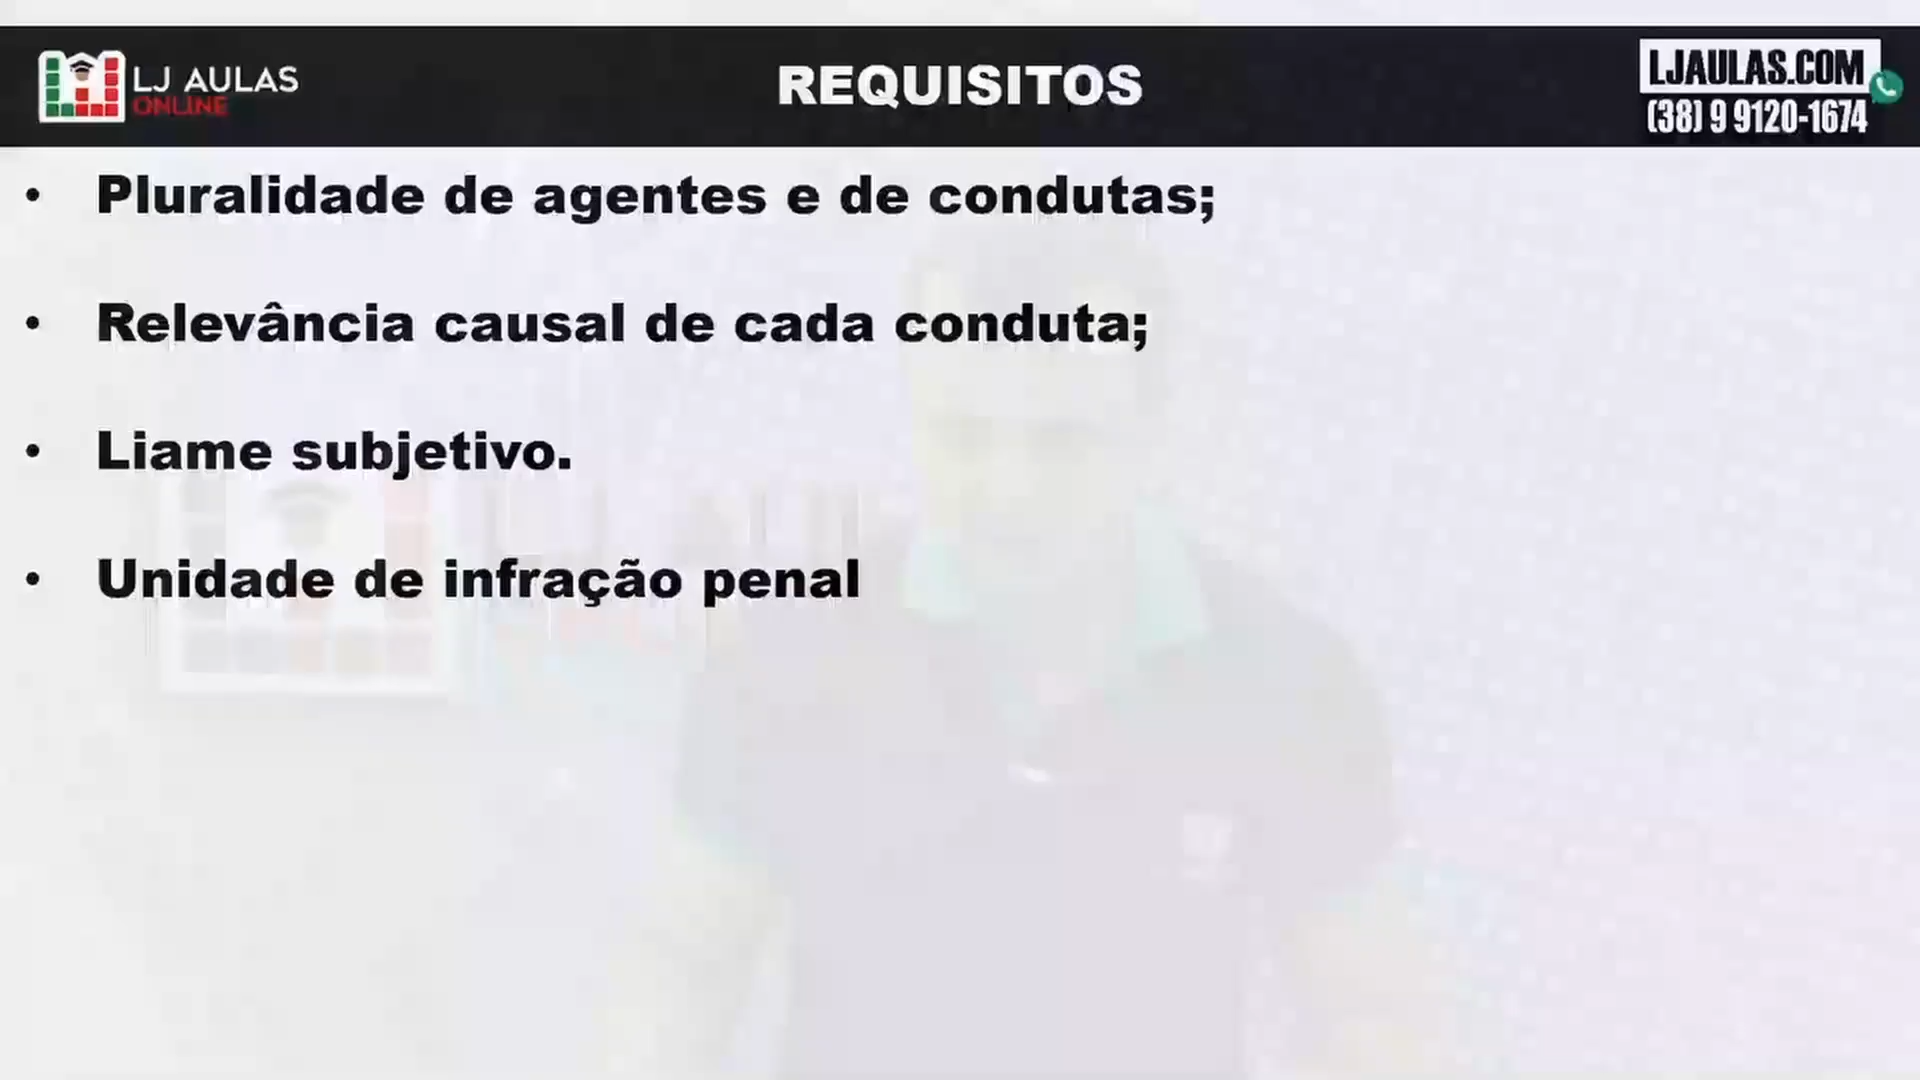 LJ AULAS
ONLINE
REQUISITOS
LJAULAS.COM
(38) 9 9120-1674
• Pluralidade de agentes e de condutas;
• Relevância causal de cada conduta;
• Liame subjetivo.
• Unidade de infração penal